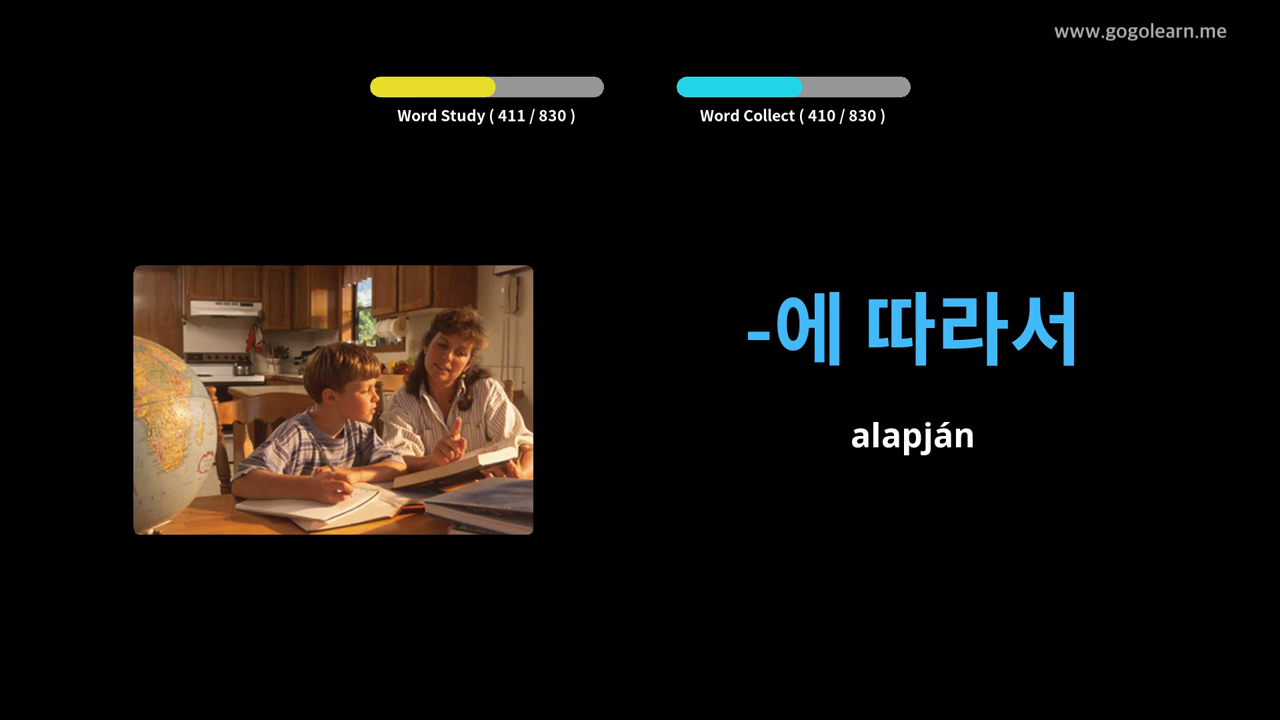 www.gogolearn.me
Word Study ( 411 / 830 )
Word Collect ( 410 / 830 )
-에 따라서
alapján